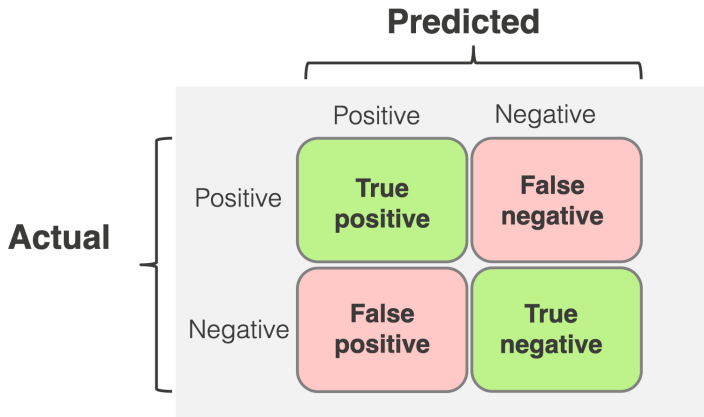 Predicted
Positive
Negative
Positive
True
positive
False
negative
Actual
Negative
False
positive
True
negative